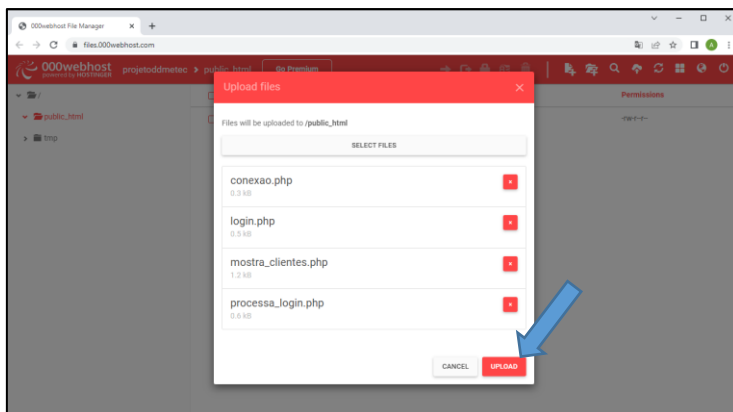 000webhost File Manager
files.000webhost.com
000webhost
powered by HOSTINGER
projetoddmetec > public_html
Go Premium
/
public_html
tmp
Permissions
-rw-r--r--
Upload files
Files will be uploaded to /public_html
SELECT FILES
conexao.php
0.3 kB
login.php
0.5 kB
mostra_clientes.php
1.2 kB
processa_login.php
0.6 kB
CANCEL
UPLOAD